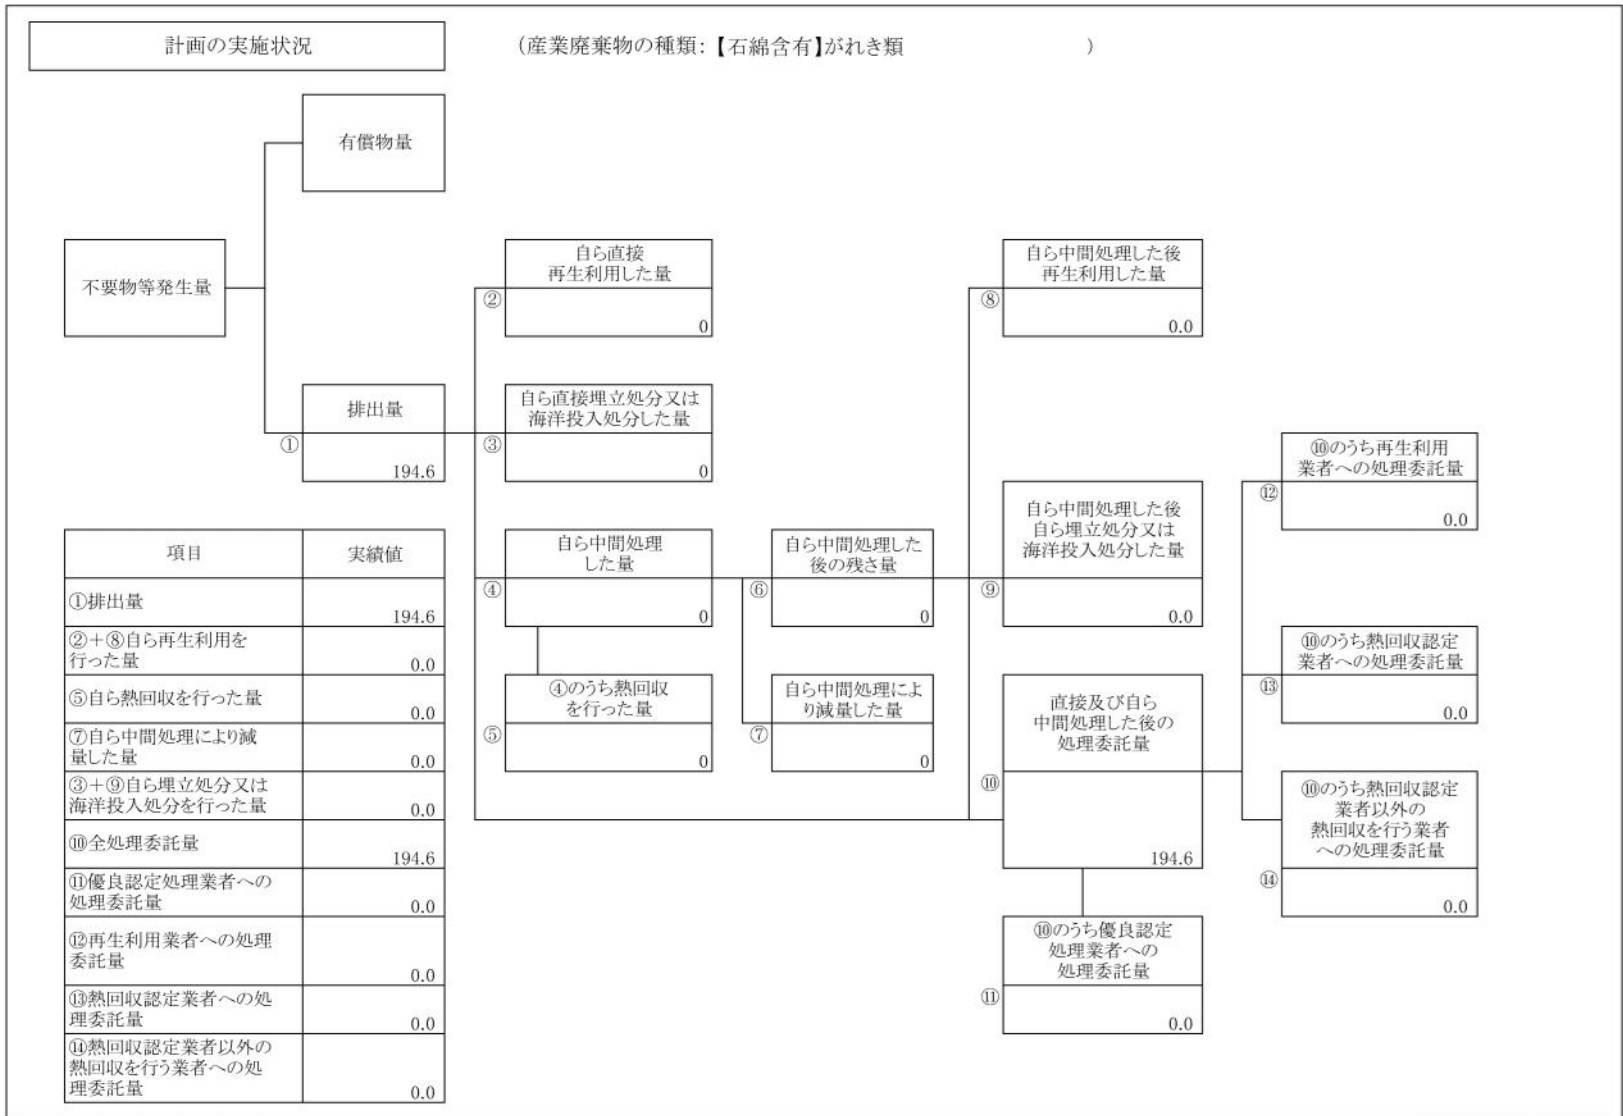 計画の実施状況
(産業廃棄物の種類:【石綿含有】がれき類 )
有償物量
不要物等発生量
排出量
①
194.6
自ら直接
再生利用した量
②
0
自ら直接埋立処分又は
海洋投入処分した量
③
0
自ら中間処理
した量
④
0
④のうち熱回収
を行った量
⑤
0
自ら中間処理した
後の残さ量
⑥
0
自ら中間処理によ
り減量した量
⑦
0
自ら中間処理した後
再生利用した量
⑧
0.0
自ら中間処理した後
自ら埋立処分又は
海洋投入処分した量
⑨
0.0
直接及び自ら
中間処理した後の
処理委託量
⑩
194.6
⑩のうち優良認定
処理業者への
処理委託量
⑪
0.0
⑩のうち再生利用
業者への処理委託量
⑫
0.0
⑩のうち熱回収認定
業者への処理委託量
⑬
0.0
⑩のうち熱回収認定
業者以外の
熱回収を行う業者
への処理委託量
⑭
0.0
項目 実績値
①排出量
194.6
②+⑧自ら再生利用を
行った量
0.0
⑤自ら熱回収を行った量
0.0
⑦自ら中間処理により減
量した量
0.0
③+⑨自ら埋立処分又は
海洋投入処分を行った量
0.0
⑩全処理委託量
194.6
⑪優良認定処理業者への
処理委託量
0.0
⑫再生利用業者への処理
委託量
0.0
⑬熱回収認定業者への処
理委託量
0.0
⑭熱回収認定業者以外の
熱回収を行う業者への処
理委託量
0.0